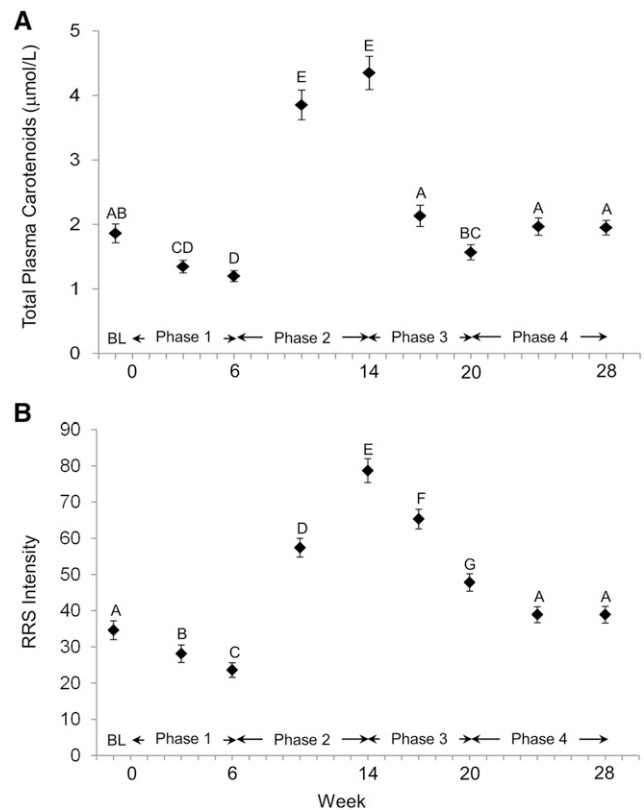 A
Total Plasma Carotenoids (μmol/L)
5
4
3
2
1
0
AB
CD
D
E
E
A
BC
A
A
BL Phase 1 Phase 2 Phase 3 Phase 4
0 6 14 20 28
B
RRS Intensity
90
80
70
60
50
40
30
20
10
0
A
B
C
D
E
F
G
A
A
BL Phase 1 Phase 2 Phase 3 Phase 4
0 6 14 20 28
Week